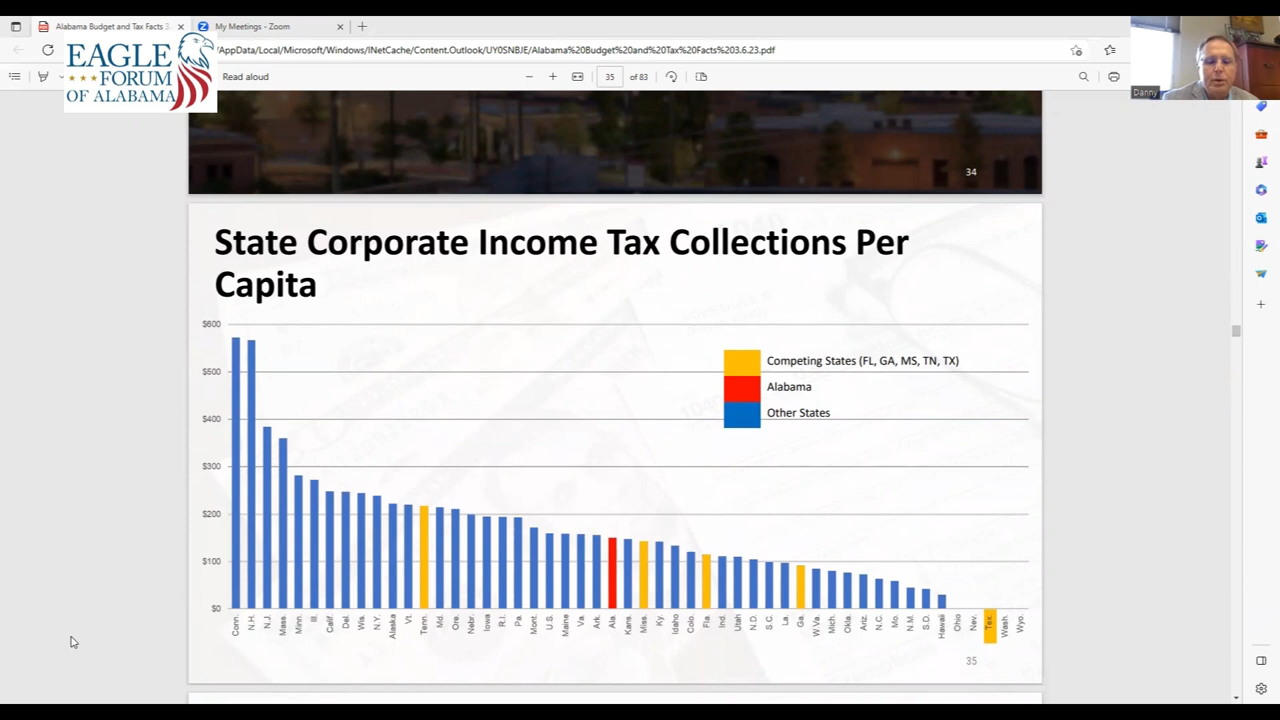 Alabama Budget and Tax Facts 3
My Meetings - Zoom
EAGLE
FORUM
OF ALABAMA
/AppData/Local/Microsoft/Windows/INetCache/Content.Outlook/UY0SNBJE/Alabama%20Budget%20and%20Tax%20Facts%203.6.23.pdf
Read aloud
35
of 83
Danny
34
State Corporate Income Tax Collections Per
Capita
$600
$500
$400
$300
$200
$100
$0
Competing States (FL, GA, MS, TN, TX)
Alabama
Other States
Conn.
N.H.
N.J.
Mass.
Minn.
Ill.
Calif.
Del.
Wis.
N.Y.
Alaska
Vt.
Tenn.
Md.
Ore.
Nebr.
Iowa
R.I.
Pa.
Mont.
U.S.
Maine
Va.
Ark.
Ala.
Kans.
Miss.
Ky.
Idaho
Colo.
Fla.
Ind.
Utah
N.D.
S.C.
La.
Ga.
W.Va.
Mich.
Okla.
Ariz.
N.C.
Mo.
N.M.
S.D.
Hawaii
Ohio
Nev.
Tex.
Wash.
Wyo.
35